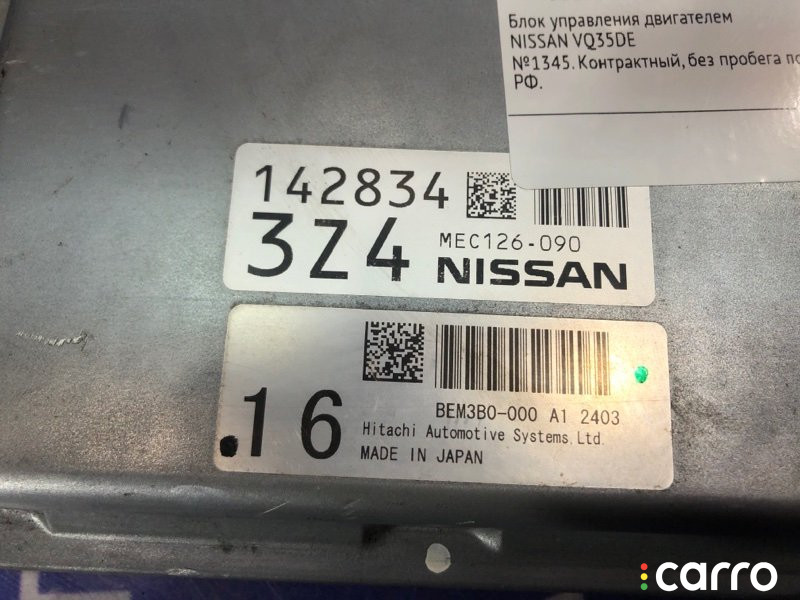 Блок управления двигателем
NISSAN VQ35DE
№1345. Контрактный, без пробега по
РФ.
142834
3Z4
MEC126-090
NISSAN
16
BEM3B0-000 A1 2403
Hitachi Automotive Systems, Ltd.
MADE IN JAPAN
carro